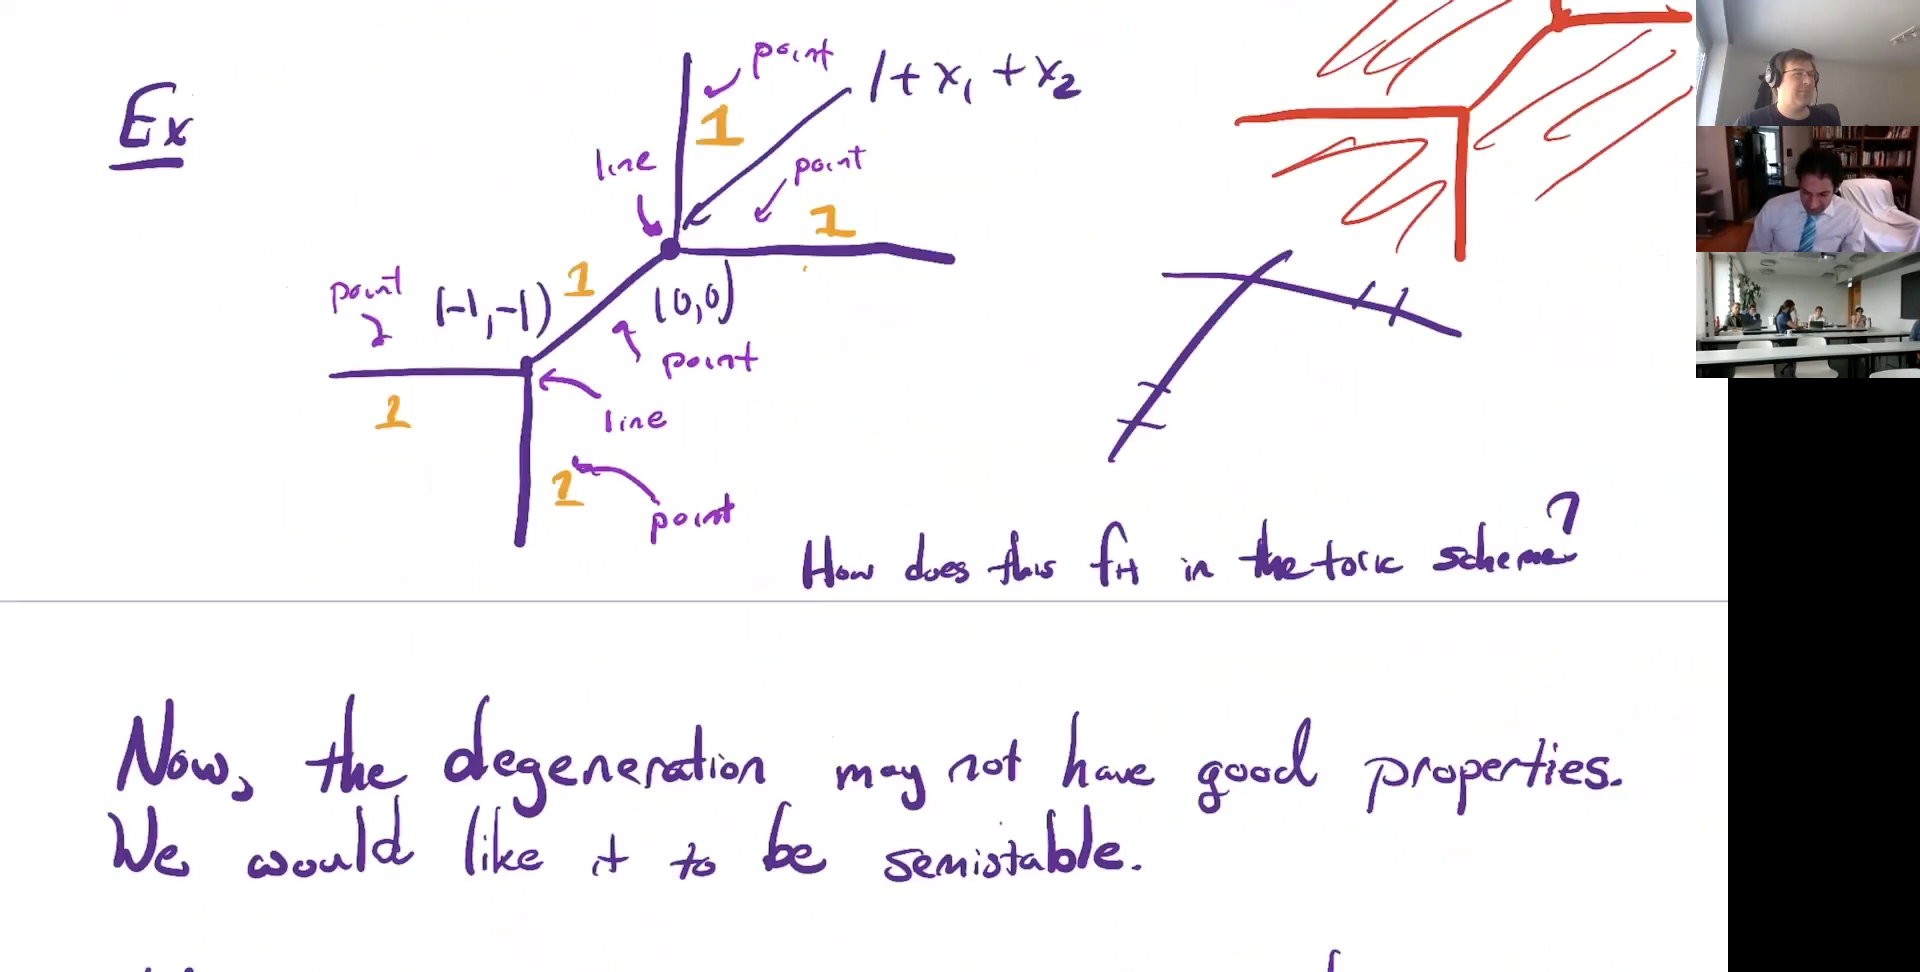 Ex
point
1 + x₁ + x₂
1
line
point
1
point
(-1,-1)
1
(0,0)
point
1
line
1
point
How does this fit in the toric scheme?
Now, the degeneration may not have good properties.
We would like it to be semistable.